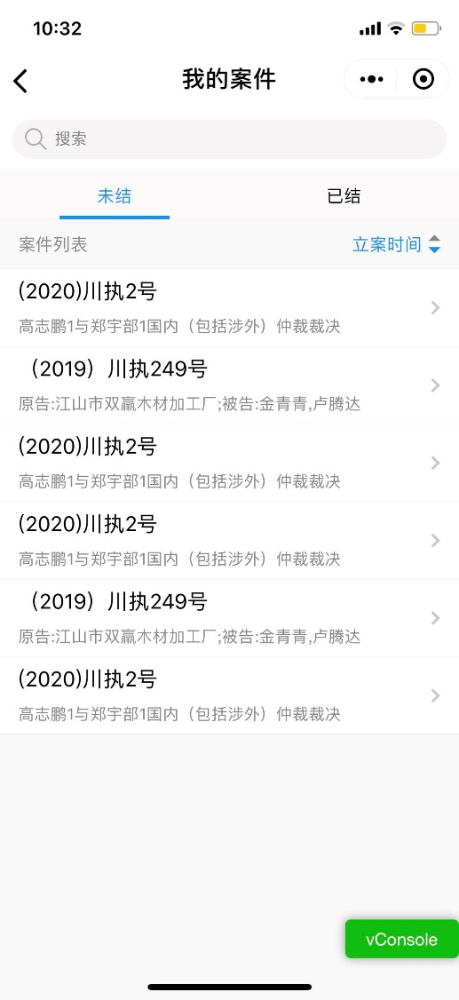 10:32
我的案件
搜索
未结 已结
案件列表 立案时间
(2020)川执2号
高志鹏1与郑宇部1国内（包括涉外）仲裁裁决
（2019）川执249号
原告:江山市双赢木材加工厂;被告:金青青,卢腾达
(2020)川执2号
高志鹏1与郑宇部1国内（包括涉外）仲裁裁决
(2020)川执2号
高志鹏1与郑宇部1国内（包括涉外）仲裁裁决
（2019）川执249号
原告:江山市双赢木材加工厂;被告:金青青,卢腾达
(2020)川执2号
高志鹏1与郑宇部1国内（包括涉外）仲裁裁决
vConsole